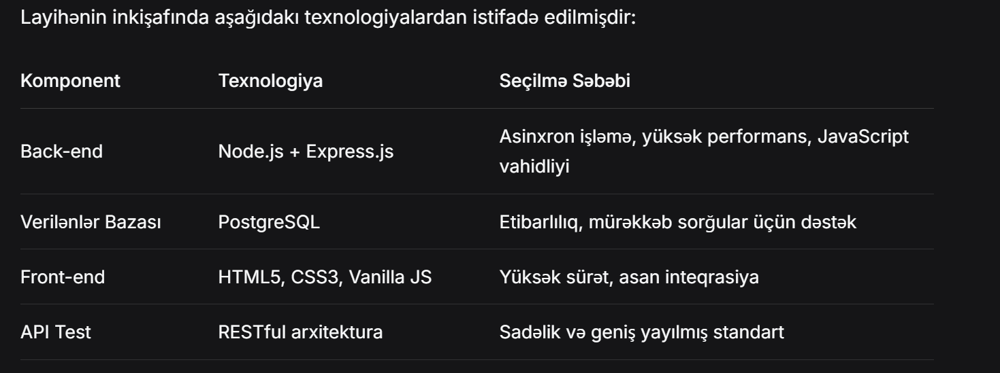 Layihənin inkişafında aşağıdakı texnologiyalardan istifadə edilmişdir:
Komponent Texnologiya Seçilmə Səbəbi
Back-end Node.js + Express.js Asinxron işləmə, yüksək performans, JavaScript
vahidliyi
Verilənlər Bazası PostgreSQL Etibarlılıq, mürəkkəb sorğular üçün dəstək
Front-end HTML5, CSS3, Vanilla JS Yüksək sürət, asan inteqrasiya
API Test RESTful arxitektura Sadəlik və geniş yayılmış standart